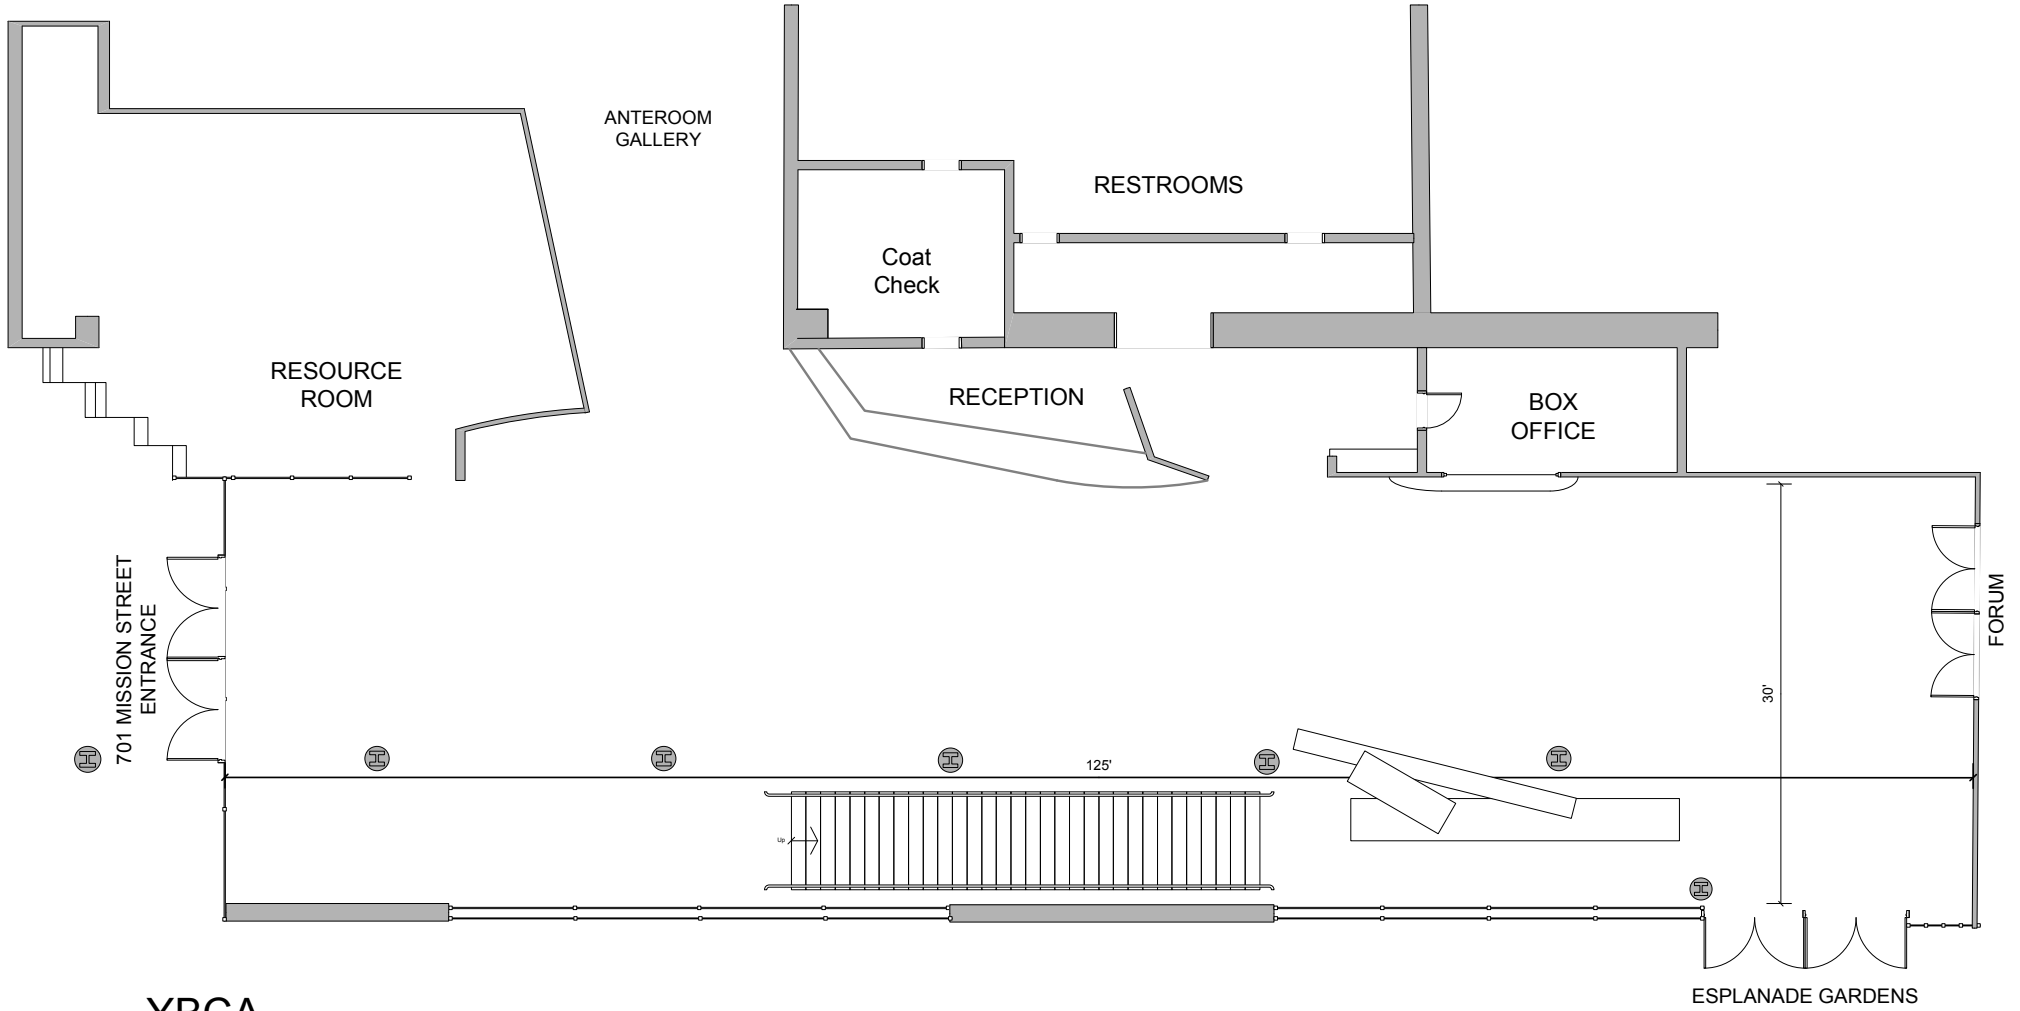 ANTEROOM
GALLERY
RESTROOMS
Coat
Check
RESOURCE
ROOM
RECEPTION
BOX
OFFICE
701 MISSION STREET
ENTRANCE
FORUM
30'
125'
Up
ESPLANADE GARDENS
YBCA